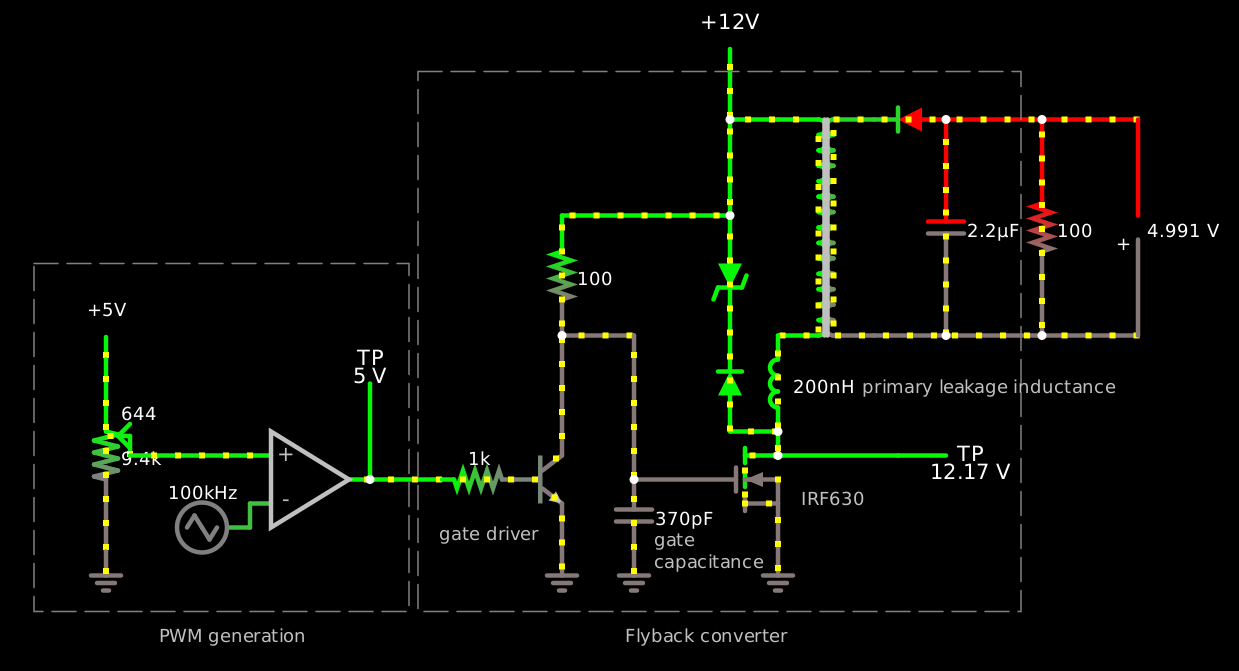 +12V
+5V
644
9.4k
100kHz
+
-
TP
5 V
1k
gate driver
100
370pF
gate
capacitance
200nH
primary leakage inductance
TP
12.17 V
IRF630
2.2μF
100
4.991 V
+
PWM generation
Flyback converter